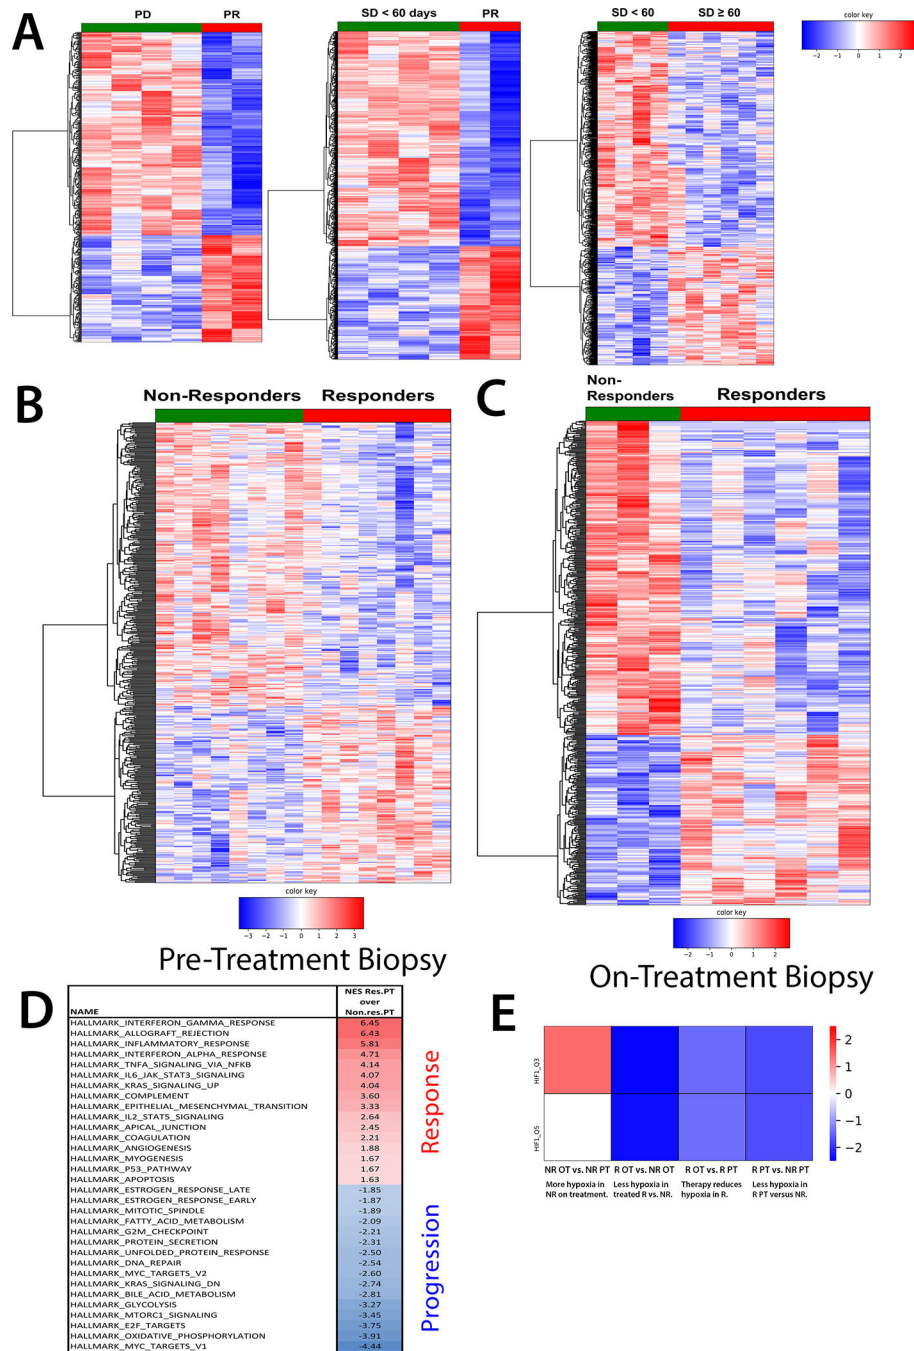 A
PD PR
SD < 60 days PR
SD < 60 SD ≥ 60
color key
−2 −1 0 1 2
B
Non-Responders Responders
C
Non-
Responders Responders
color key
−3 −2 −1 0 1 2 3
Pre-Treatment Biopsy
color key
−2 −1 0 1 2
On-Treatment Biopsy
D
NAME NES Res.PT
over
Non.res.PT
HALLMARK_INTERFERON_GAMMA_RESPONSE 6.45
HALLMARK_ALLOGRAFT_REJECTION 6.43
HALLMARK_INFLAMMATORY_RESPONSE 5.81
HALLMARK_INTERFERON_ALPHA_RESPONSE 4.71
HALLMARK_TNFA_SIGNALING_VIA_NFKB 4.14
HALLMARK_IL6_JAK_STAT3_SIGNALING 4.07
HALLMARK_KRAS_SIGNALING_UP 4.04
HALLMARK_COMPLEMENT 3.60
HALLMARK_EPITHELIAL_MESENCHYMAL_TRANSITION 3.33
HALLMARK_IL2_STAT5_SIGNALING 2.64
HALLMARK_APICAL_JUNCTION 2.45
HALLMARK_COAGULATION 2.21
HALLMARK_ANGIOGENESIS 1.88
HALLMARK_MYOGENESIS 1.67
HALLMARK_P53_PATHWAY 1.67
HALLMARK_APOPTOSIS 1.63
HALLMARK_ESTROGEN_RESPONSE_LATE -1.85
HALLMARK_ESTROGEN_RESPONSE_EARLY -1.87
HALLMARK_MITOTIC_SPINDLE -1.89
HALLMARK_FATTY_ACID_METABOLISM -2.09
HALLMARK_G2M_CHECKPOINT -2.21
HALLMARK_PROTEIN_SECRETION -2.31
HALLMARK_UNFOLDED_PROTEIN_RESPONSE -2.50
HALLMARK_DNA_REPAIR -2.54
HALLMARK_MYC_TARGETS_V2 -2.60
HALLMARK_KRAS_SIGNALING_DN -2.74
HALLMARK_BILE_ACID_METABOLISM -2.81
HALLMARK_GLYCOLYSIS -3.27
HALLMARK_MTORC1_SIGNALING -3.45
HALLMARK_E2F_TARGETS -3.75
HALLMARK_OXIDATIVE_PHOSPHORYLATION -3.91
HALLMARK_MYC_TARGETS_V1 -4.44
Response
Progression
E
HIF1_Q3
HIF1_Q5
2
1
0
−1
−2
NR OT vs. NR PT R OT vs. NR OT R OT vs. R PT R PT vs. NR PT
More hypoxia in Less hypoxia in Therapy reduces Less hypoxia in
NR on treatment. treated R vs. NR. hypoxia in R. R PT versus NR.